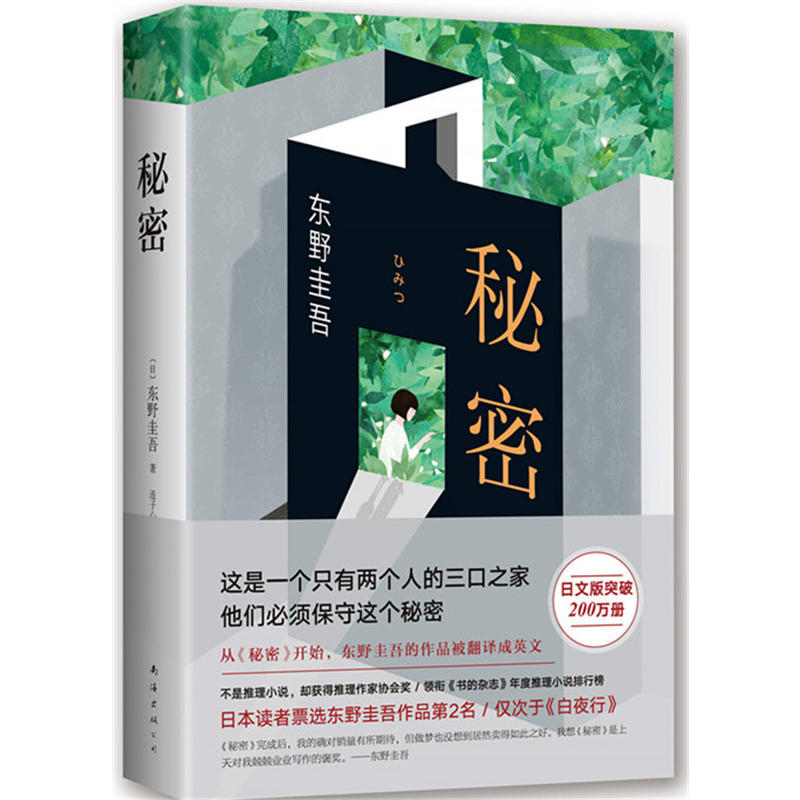 秘密
〔日〕东野圭吾 著
连子心
南海出版公司
东野圭吾
ひみつ
秘密
这是一个只有两个人的三口之家
他们必须保守这个秘密
日文版突破
200万册
从《秘密》开始，东野圭吾的作品被翻译成英文
不是推理小说，却获得推理作家协会奖 / 领衔《书的杂志》年度推理小说排行榜
日本读者票选东野圭吾作品第2名 / 仅次于《白夜行》
《秘密》完成后，我的确对销量有所期待，但做梦也没想到居然卖得如此之好。我想《秘密》是上
天对我兢兢业业写作的褒奖。——东野圭吾